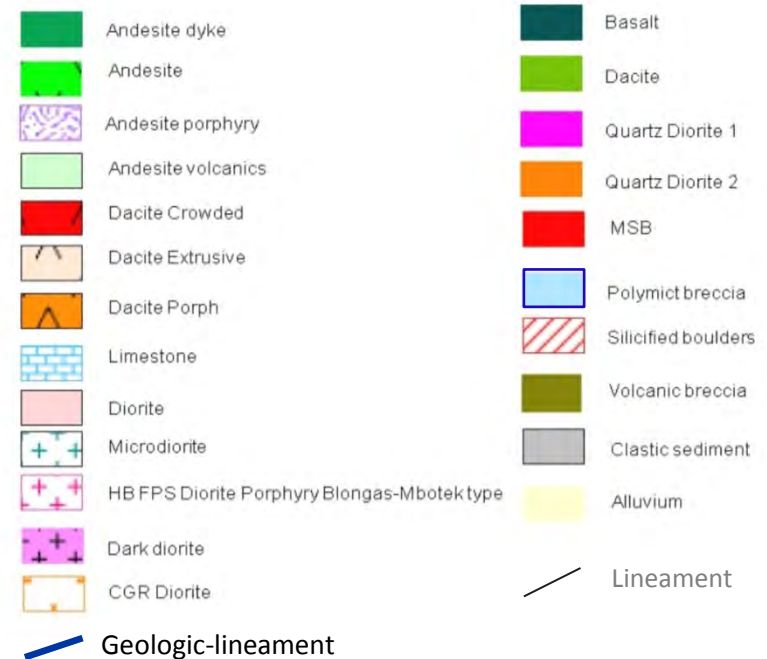 Andesite dyke
Andesite
Andesite porphyry
Andesite volcanics
Dacite Crowded
Dacite Extrusive
Dacite Porph
Limestone
Diorite
Microdiorite
HB FPS Diorite Porphyry Blongas-Mbotek type
Dark diorite
CGR Diorite
Geologic-lineament
Basalt
Dacite
Quartz Diorite 1
Quartz Diorite 2
MSB
Polymict breccia
Silicified boulders
Volcanic breccia
Clastic sediment
Alluvium
Lineament